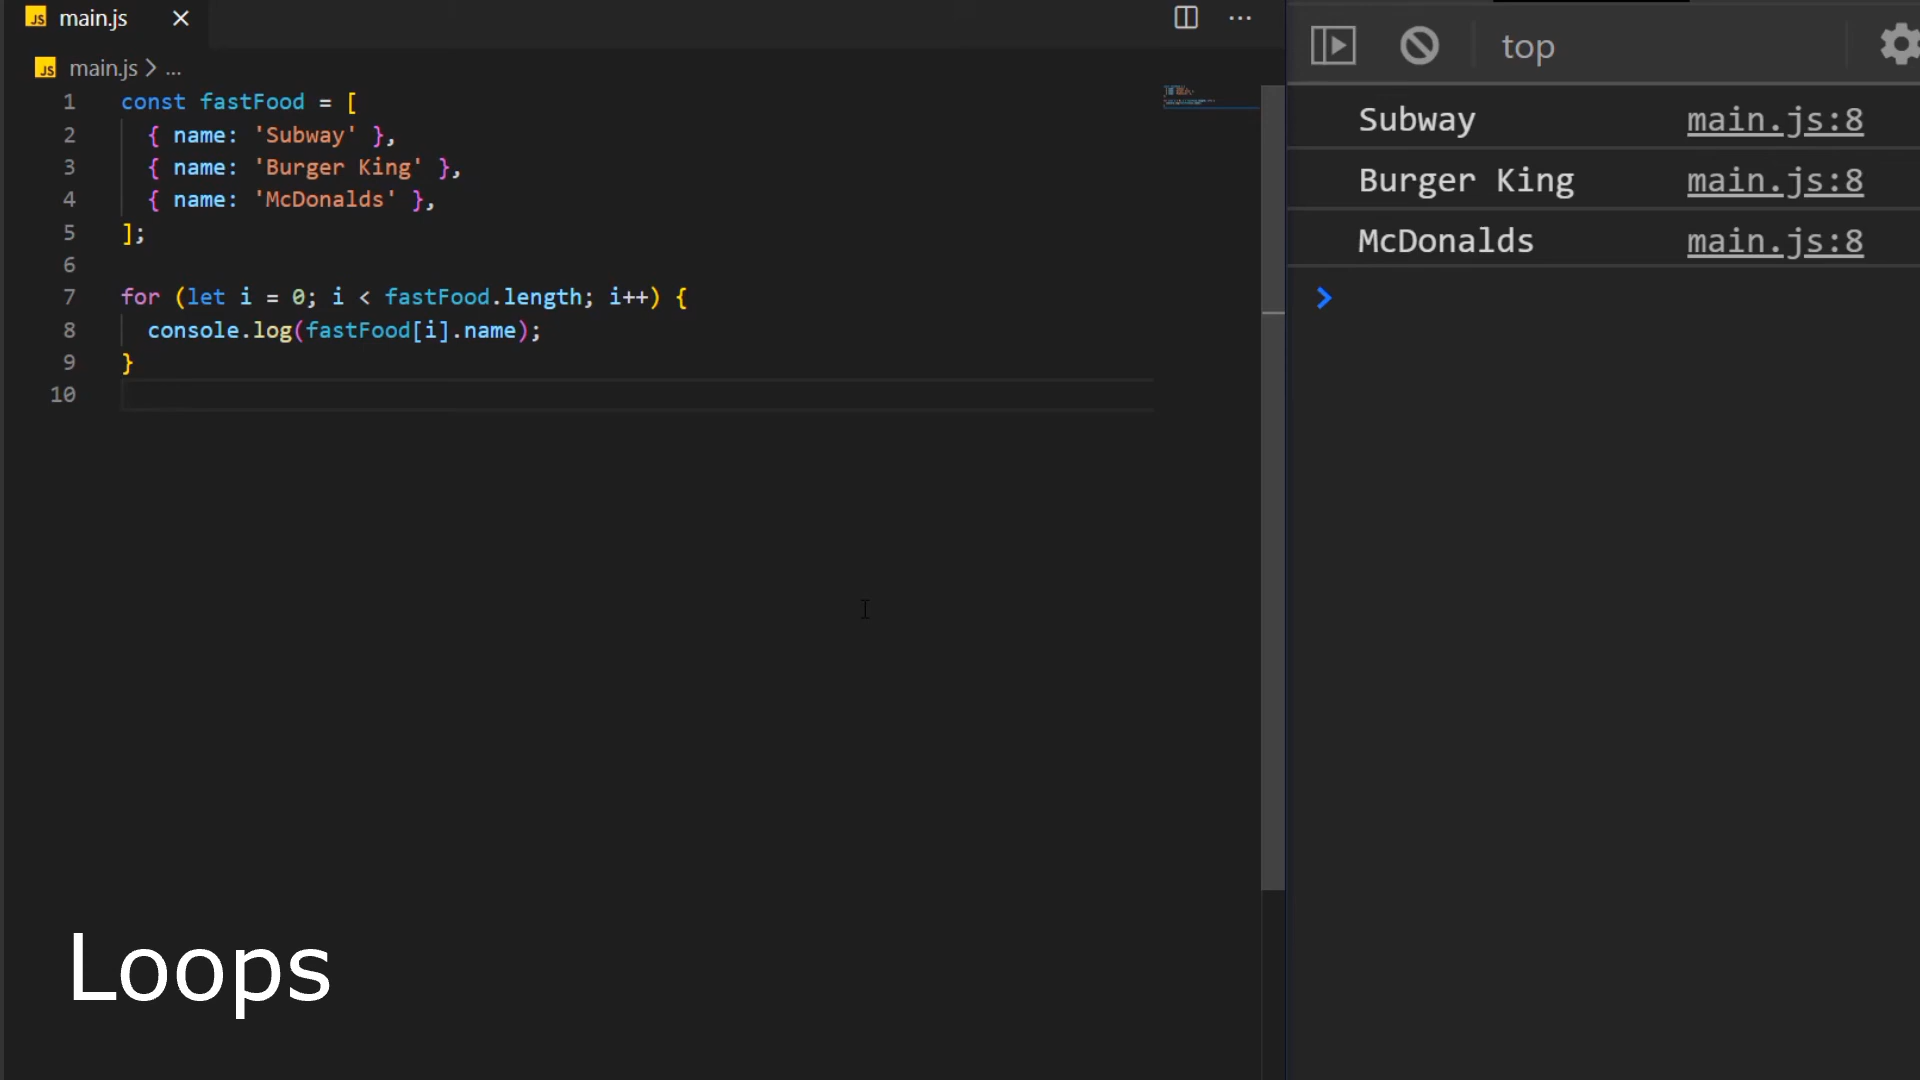 JS main.js
JS main.js > ...
1 const fastFood = [
2   { name: 'Subway' },
3   { name: 'Burger King' },
4   { name: 'McDonalds' },
5 ];
6
7 for (let i = 0; i < fastFood.length; i++) {
8   console.log(fastFood[i].name);
9 }
10
Loops
top
Subway main.js:8
Burger King main.js:8
McDonalds main.js:8